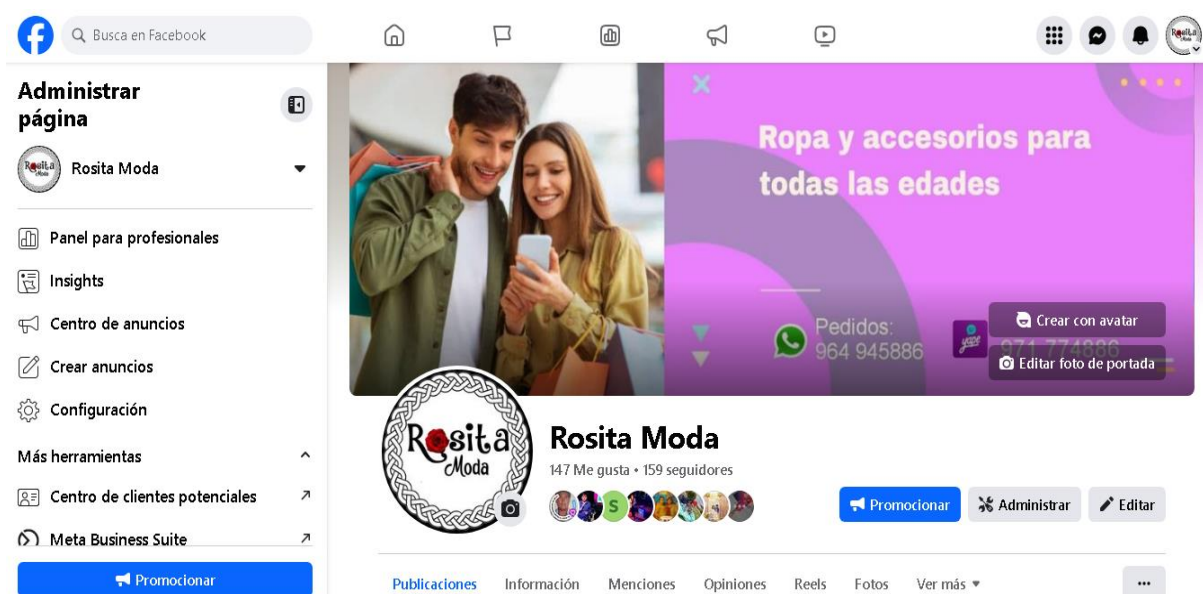 Busca en Facebook
Administrar
página
Rosita Moda
Panel para profesionales
Insights
Centro de anuncios
Crear anuncios
Configuración
Más herramientas
Centro de clientes potenciales
Meta Business Suite
Promocionar
Ropa y accesorios para
todas las edades
Pedidos:
964 945886
yape
971 774886
Crear con avatar
Editar foto de portada
Rosita
Moda
Rosita Moda
147 Me gusta • 159 seguidores
S
Promocionar
Administrar
Editar
Publicaciones
Información
Menciones
Opiniones
Reels
Fotos
Ver más